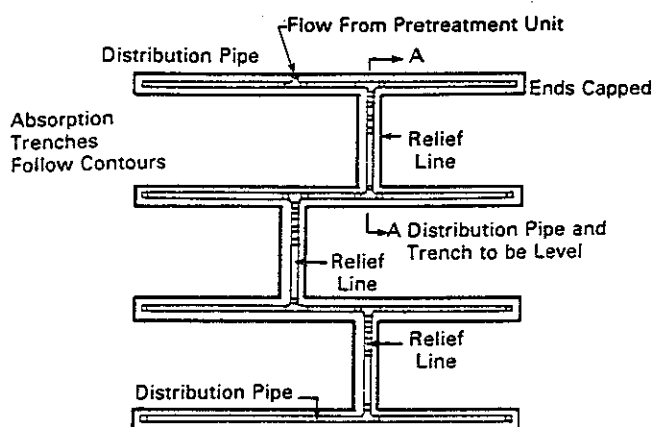 Flow From Pretreatment Unit
Distribution Pipe
A
Ends Capped
Absorption
Trenches
Follow Contours
Relief
Line
A Distribution Pipe and
Trench to be Level
Relief
Line
Relief
Line
Distribution Pipe